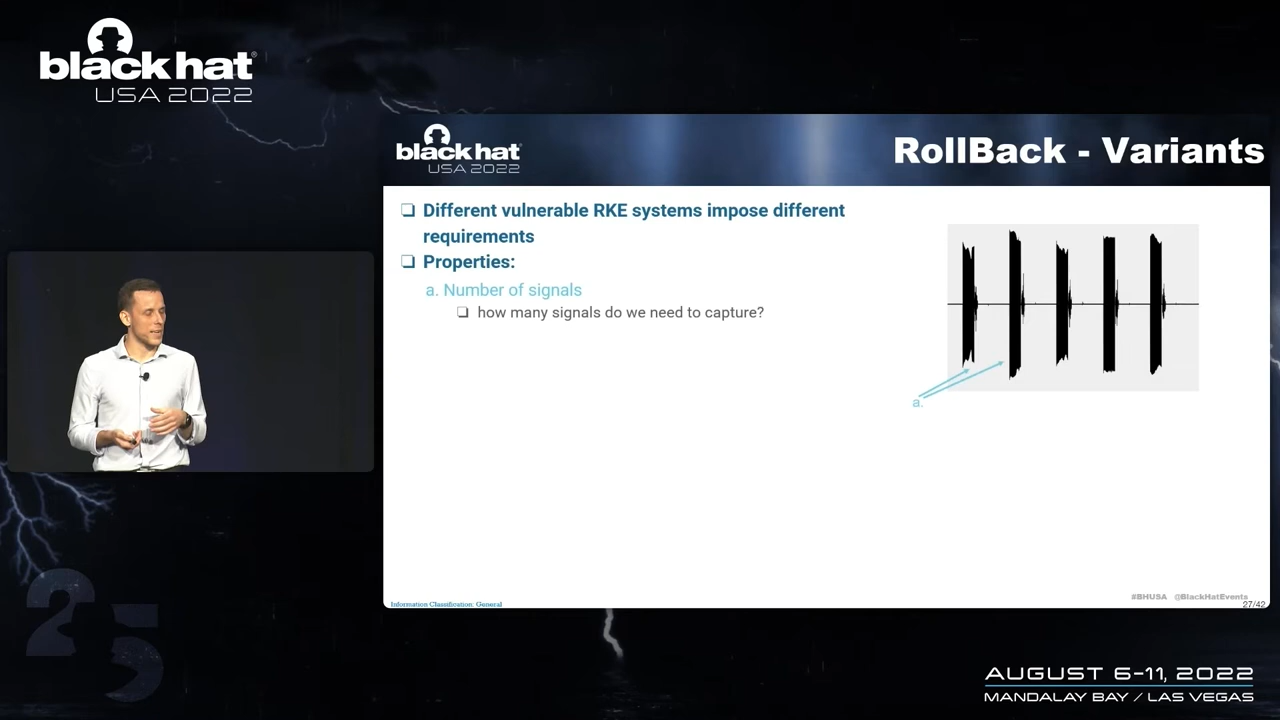 black hat
USA 2022
black hat
USA 2022
RollBack - Variants
❑ Different vulnerable RKE systems impose different
requirements
❑ Properties:
a. Number of signals
❑ how many signals do we need to capture?
a.
Information Classification: General
#BHUSA @BlackHatEvents
27/42
25
AUGUST 6-11, 2022
MANDALAY BAY / LAS VEGAS